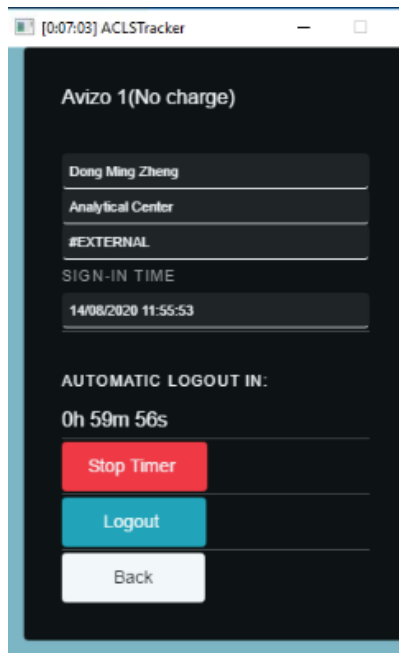 [0:07:03] ACLSTracker
Avizo 1(No charge)
Dong Ming Zheng
Analytical Center
#EXTERNAL
SIGN-IN TIME
14/08/2020 11:55:53
AUTOMATIC LOGOUT IN:
0h 59m 56s
Stop Timer
Logout
Back